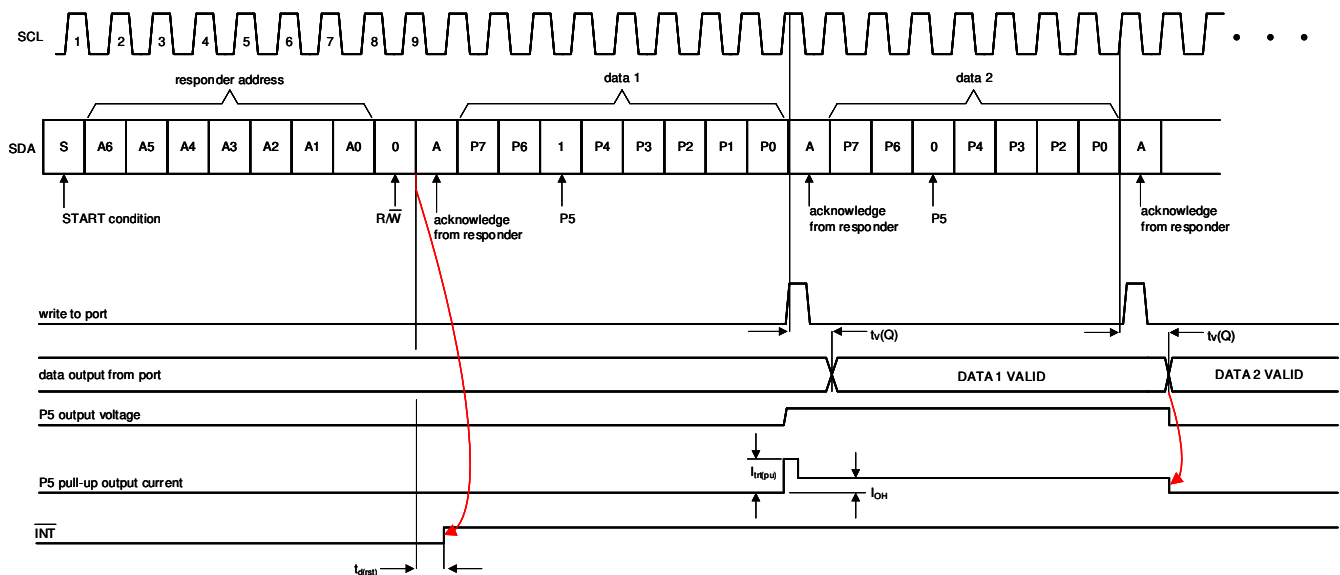 SCL 1 2 3 4 5 6 7 8 9
responder address data 1 data 2
SDA S A6 A5 A4 A3 A2 A1 A0 0 A P7 P6 1 P4 P3 P2 P1 P0 A P7 P6 0 P4 P3 P2 P0 A
START condition R/W acknowledge
from responder P5 acknowledge
from responder P5 acknowledge
from responder
write to port
tv(Q) tv(Q)
data output from port DATA 1 VALID DATA 2 VALID
P5 output voltage
Itrt(pu)
P5 pull-up output current IOH
INT
td(rst)